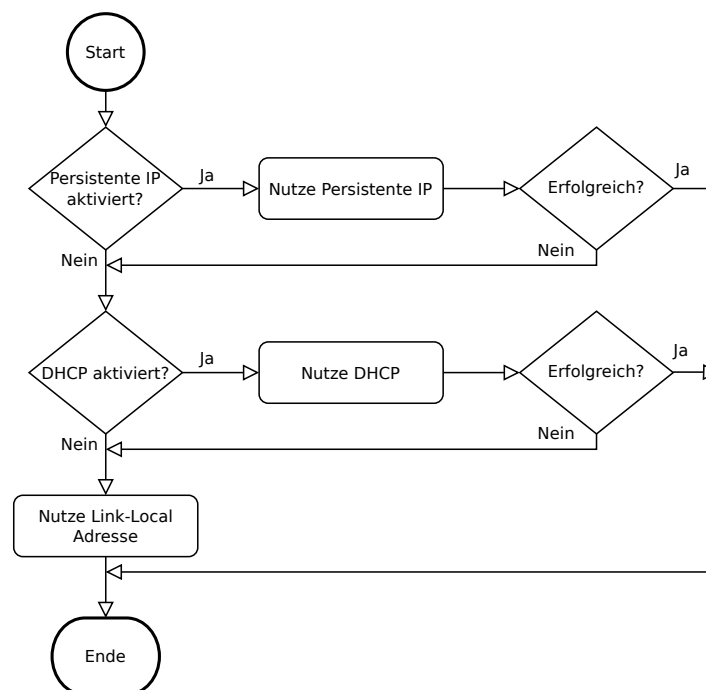 Start
Persistente IP
aktiviert?
Ja
Nutze Persistente IP
Erfolgreich?
Ja
Nein
Nein
DHCP aktiviert?
Ja
Nutze DHCP
Erfolgreich?
Ja
Nein
Nein
Nutze Link-Local
Adresse
Ende